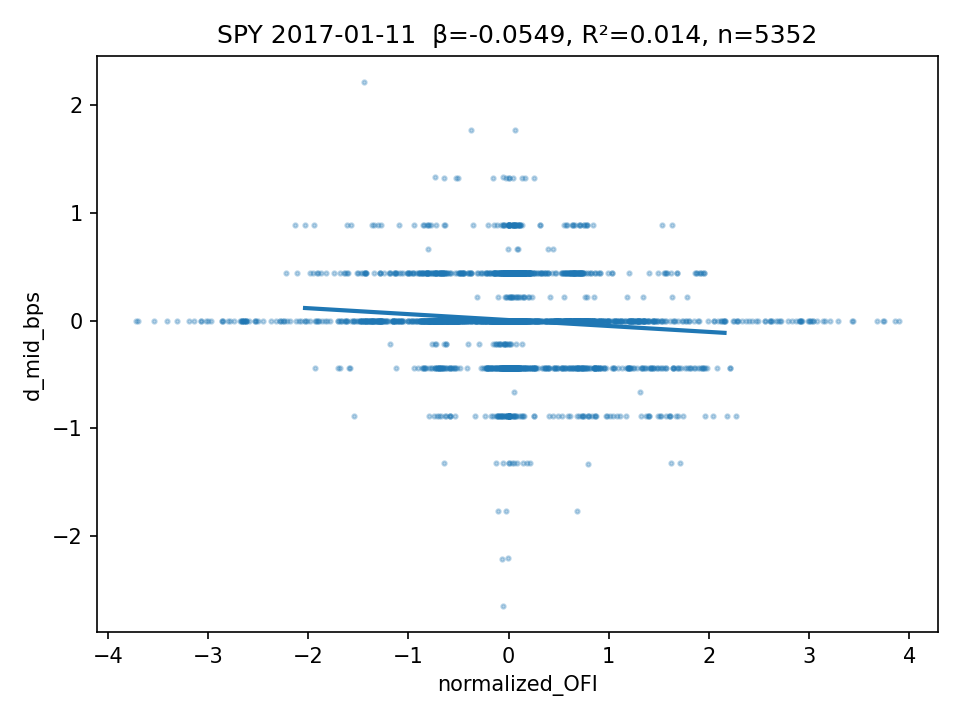 SPY 2017-01-11  β=-0.0549, R²=0.014, n=5352
d_mid_bps
2
1
0
−1
−2
−4 −3 −2 −1 0 1 2 3 4
normalized_OFI